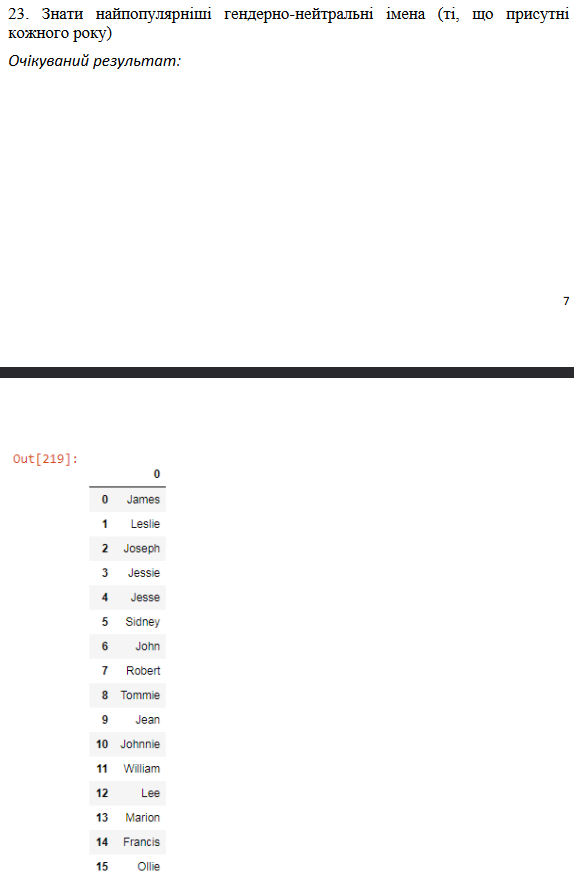 23. Знати найпопулярніші гендерно-нейтральні імена (ті, що присутні
кожного року)
Очікуваний результат:
7
Out[219]:
0
0 James
1 Leslie
2 Joseph
3 Jessie
4 Jesse
5 Sidney
6 John
7 Robert
8 Tommie
9 Jean
10 Johnnie
11 William
12 Lee
13 Marion
14 Francis
15 Ollie